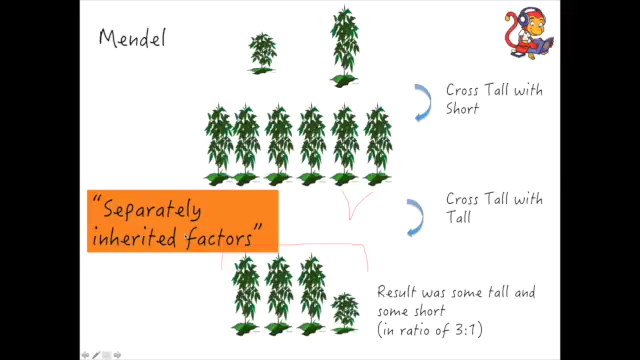 Mendel
Cross Tall with
Short
Cross Tall with
Tall
"Separately
inherited factors"
Result was some tall and
some short
(in ratio of 3:1)